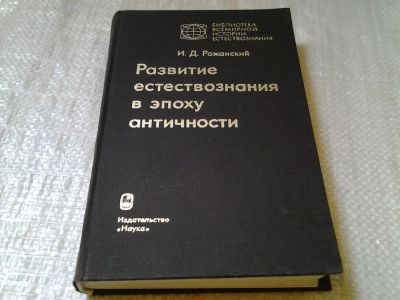 БИБЛИОТЕКА
ВСЕМИРНОЙ
ИСТОРИИ
ЕСТЕСТВОЗНАНИЯ
И. Д. Рожанский
Развитие
естествознания
в эпоху
античности
Издательство
«Наука»